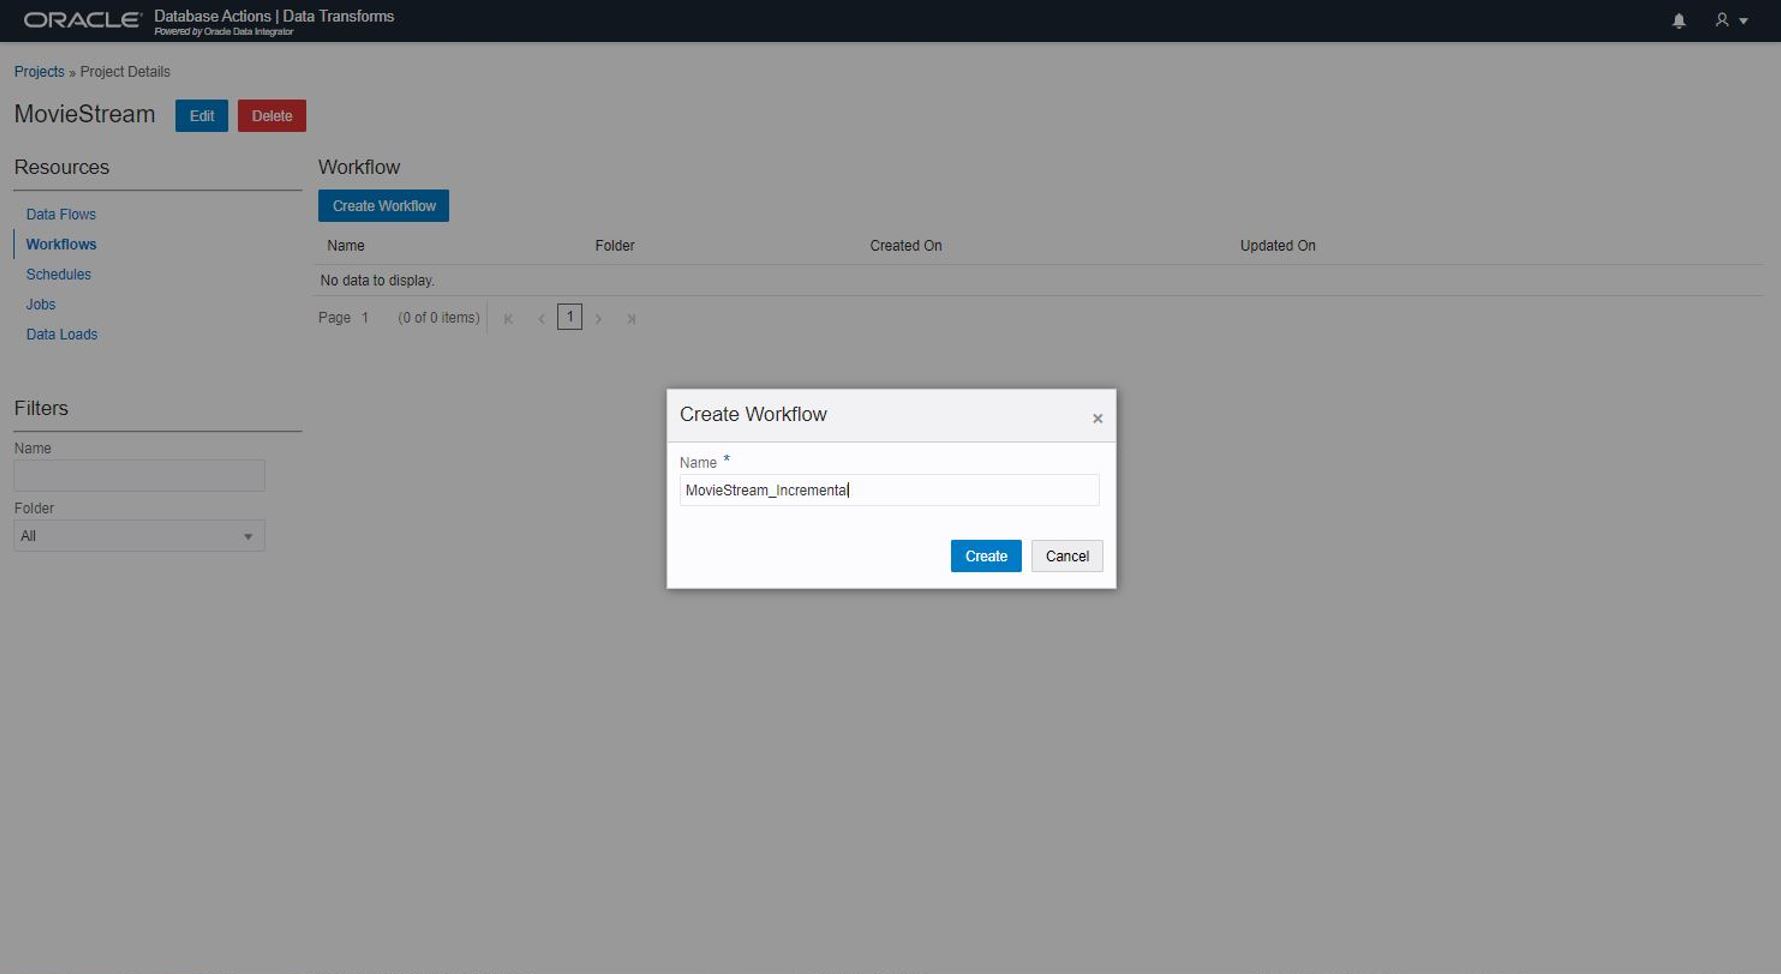 ORACLE Database Actions | Data Transforms
Powered by Oracle Data Integrator
Projects » Project Details
MovieStream Edit Delete
Resources
Data Flows
Workflows
Schedules
Jobs
Data Loads
Filters
Name
Folder
All
Workflow
Create Workflow
Name Folder Created On Updated On
No data to display.
Page 1 (0 of 0 items) 1
Create Workflow ×
Name *
MovieStream_Incremental
Create Cancel